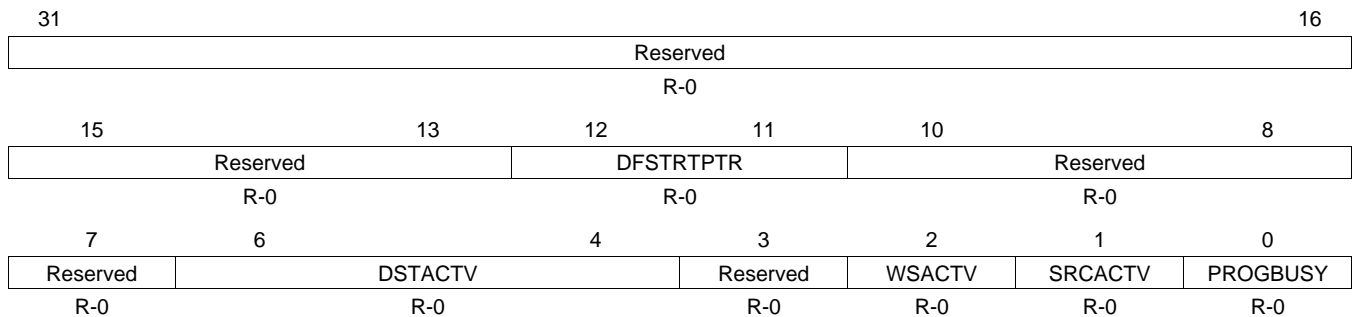 31 16
Reserved
R-0
15 13 12 11 10 8
Reserved DFSTRTPTR Reserved
R-0 R-0 R-0
7 6 4 3 2 1 0
Reserved DSTACTV Reserved WSACTV SRCACTV PROGBUSY
R-0 R-0 R-0 R-0 R-0 R-0